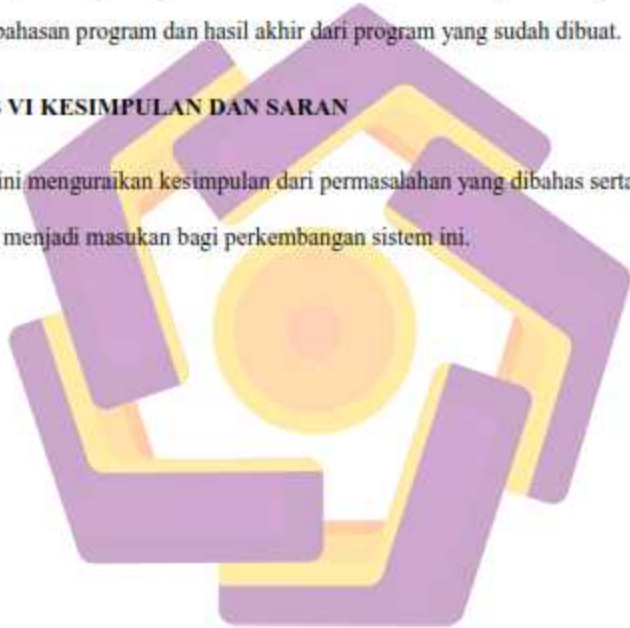 bahasan program dan hasil akhir dari program yang sudah dibuat.
VI KESIMPULAN DAN SARAN
ini menguraikan kesimpulan dari permasalahan yang dibahas serta
menjadi masukan bagi perkembangan sistem ini.